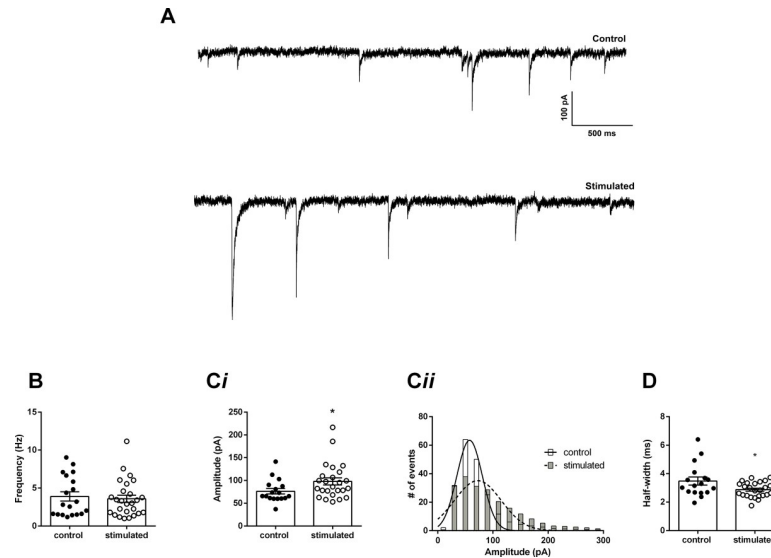 A
Control
100 pA
500 ms
Stimulated
B
Frequency (Hz)
15
10
5
0
control
stimulated
Ci
Amplitude (pA)
250
200
150
100
50
0
*
control
stimulated
Cii
# of events
80
60
40
20
0
control
stimulated
0
100
200
300
Amplitude (pA)
D
Half-width (ms)
8
6
4
2
0
*
control
stimulated